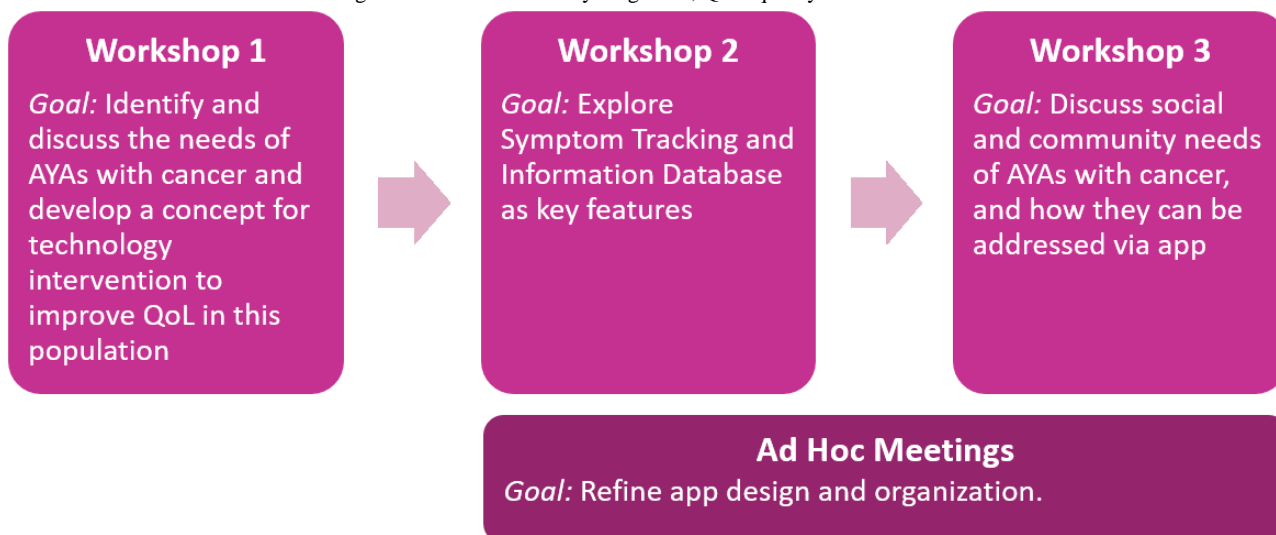 Workshop 1
Goal: Identify and
discuss the needs of
AYAs with cancer and
develop a concept for
technology
intervention to
improve QoL in this
population
Workshop 2
Goal: Explore
Symptom Tracking and
Information Database
as key features
Workshop 3
Goal: Discuss social
and community needs
of AYAs with cancer,
and how they can be
addressed via app
Ad Hoc Meetings
Goal: Refine app design and organization.